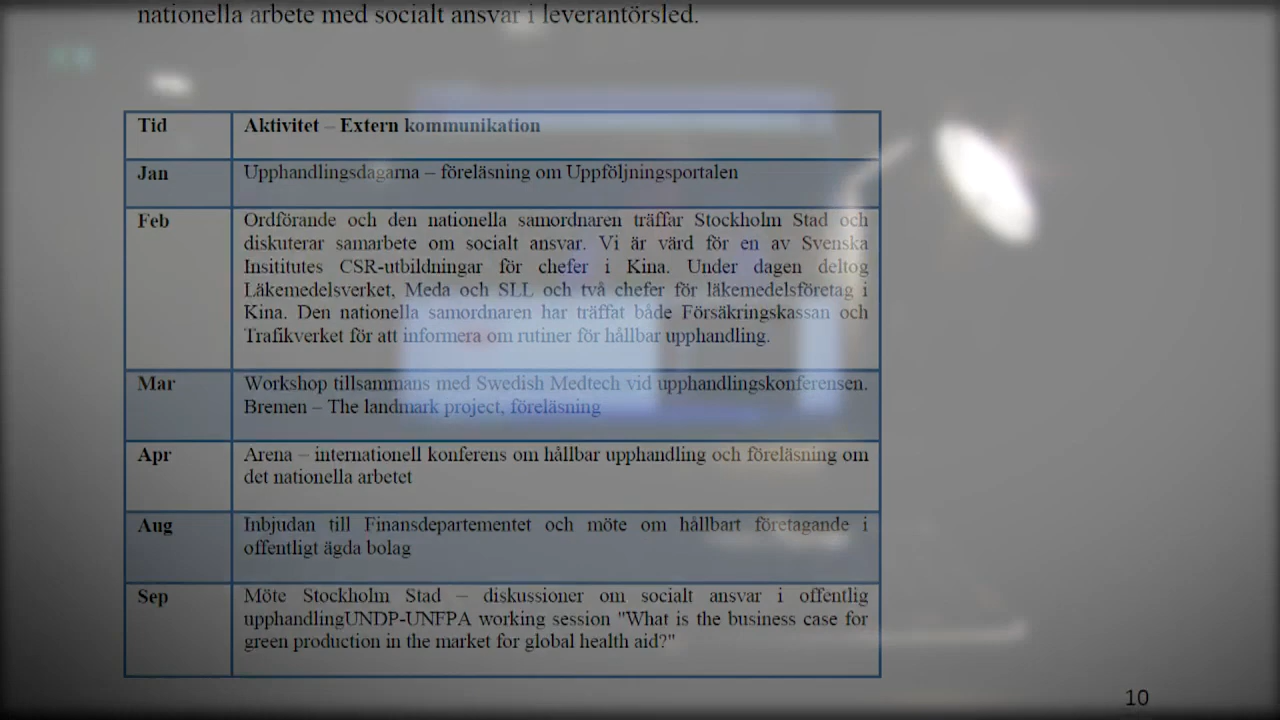 nationella arbete med socialt ansvar i leverantörsled.
Tid Aktivitet – Extern kommunikation
Jan Upphandlingsdagarna – föreläsning om Uppföljningsportalen
Feb Ordförande och den nationella samordnaren träffar Stockholm Stad och
diskuterar samarbete om socialt ansvar. Vi är värd för en av Svenska
Insititutes CSR-utbildningar för chefer i Kina. Under dagen deltog
Läkemedelsverket, Meda och SLL och två chefer för läkemedelsföretag i
Kina. Den nationella samordnaren har träffat både Försäkringskassan och
Trafikverket för att informera om rutiner för hållbar upphandling.
Mar Workshop tillsammans med Swedish Medtech vid upphandlingskonferensen.
Bremen – The landmark project, föreläsning
Apr Arena – internationell konferens om hållbar upphandling och föreläsning om
det nationella arbetet
Aug Inbjudan till Finansdepartementet och möte om hållbart företagande i
offentligt ägda bolag
Sep Möte Stockholm Stad – diskussioner om socialt ansvar i offentlig
upphandlingUNDP-UNFPA working session "What is the business case for
green production in the market for global health aid?"
10